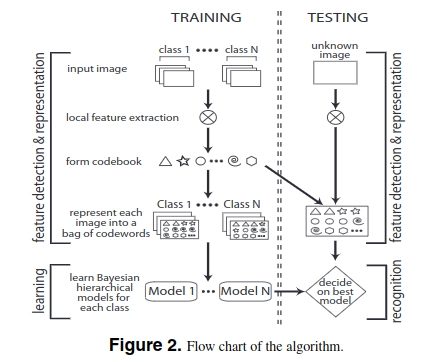 TRAINING
TESTING
class 1 •••• class N
unknown
image
input image
local feature extraction
form codebook
Class 1 •••• Class N
represent each
image into a
bag of codewords
learn Bayesian
hierarchical
models for
each class
Model 1 ••• Model N
decide
on best
model
feature detection & representation
learning
feature detection & representation
recognition
Figure 2. Flow chart of the algorithm.